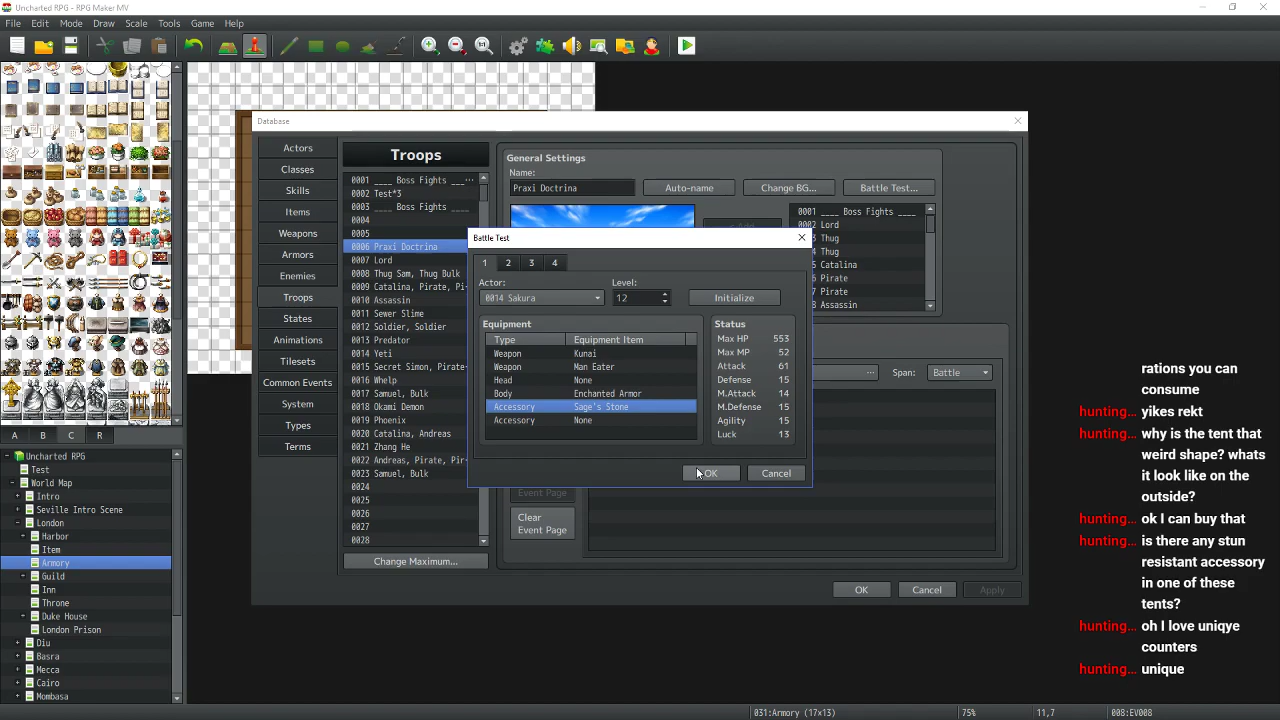 Uncharted RPG - RPG Maker MV
File Edit Mode Draw Scale Tools Game Help
Database
Actors
Classes
Skills
Items
Weapons
Armors
Enemies
Troops
States
Animations
Tilesets
Common Events
System
Types
Terms
Troops
0001 ____ Boss Fights ___ ...
0002 Test*3
0003 ____ Boss Fights ____
0004
0005
0006 Praxi Doctrina
0007 Lord
0008 Thug Sam, Thug Bulk
0009 Catalina, Pirate, Pir
0010 Assassin
0011 Sewer Slime
0012 Soldier, Soldier
0013 Predator
0014 Yeti
0015 Secret Simon, Pirate
0016 Whelp
0017 Samuel, Bulk
0018 Okami Demon
0019 Phoenix
0020 Catalina, Andreas
0021 Zhang He
0022 Andreas, Pirate, Pir
0023 Samuel, Bulk
0024
0025
0026
0027
0028
Change Maximum...
General Settings
Name:
Praxi Doctrina
Auto-name
Change BG...
Battle Test...
0001 ____ Boss Fights ____
0002 Lord
0003 Thug
0004 Thug
0005 Catalina
0006 Pirate
0007 Pirate
0008 Assassin
Span: Battle
Event Page
Clear
Event Page
OK Cancel Apply
Battle Test
1 2 3 4
Actor: Level:
0014 Sakura 12 Initialize
Equipment
Type Equipment Item
Weapon Kunai
Weapon Man Eater
Head None
Body Enchanted Armor
Accessory Sage's Stone
Accessory None
Status
Max HP 553
Max MP 52
Attack 61
Defense 15
M.Attack 14
M.Defense 15
Agility 15
Luck 13
OK Cancel
A B C R
Uncharted RPG
Test
World Map
Intro
Seville Intro Scene
London
Harbor
Item
Armory
Guild
Inn
Throne
Duke House
London Prison
Diu
Basra
Mecca
Cairo
Mombasa
rations you can
consume
hunting... yikes rekt
hunting... why is the tent that
weird shape? whats
it look like on the
outside?
hunting... ok I can buy that
hunting... is there any stun
resistant accessory
in one of these
tents?
hunting... oh I love uniqye
counters
hunting... unique
031:Armory (17×13) 75% 11,7 008:EV008